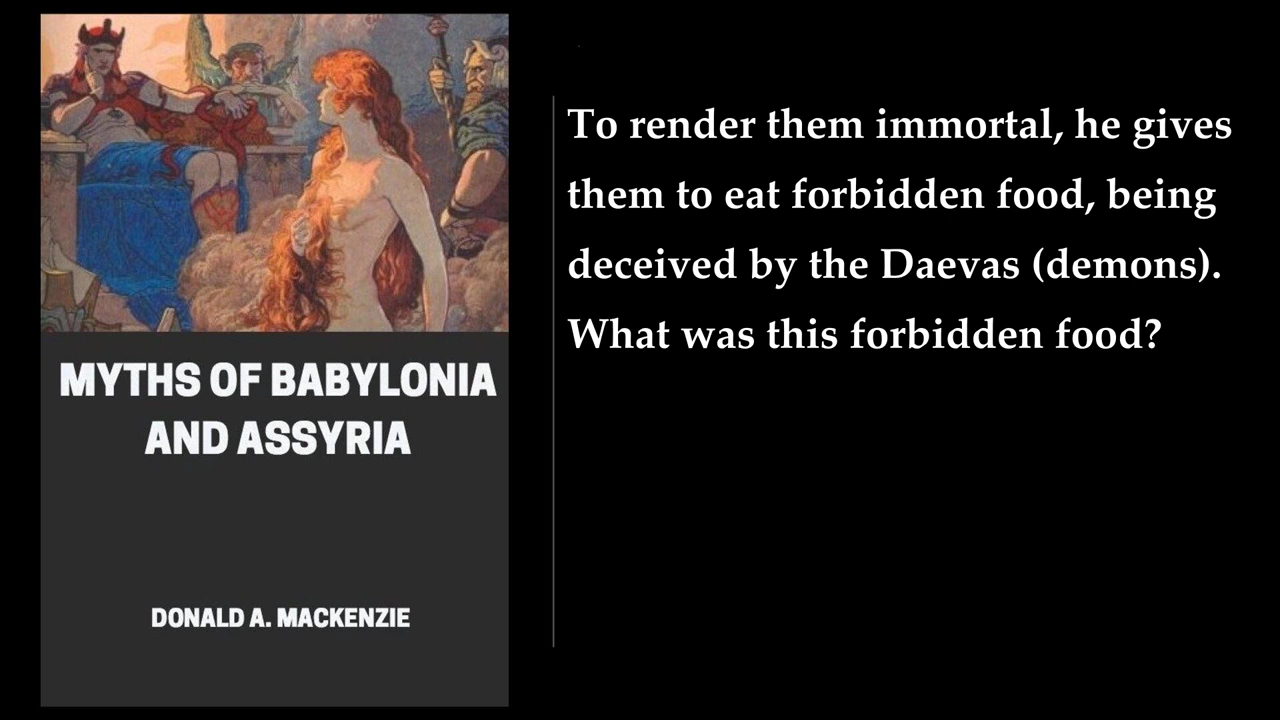 MYTHS OF BABYLONIA
AND ASSYRIA
DONALD A. MACKENZIE
To render them immortal, he gives
them to eat forbidden food, being
deceived by the Daevas (demons).
What was this forbidden food?